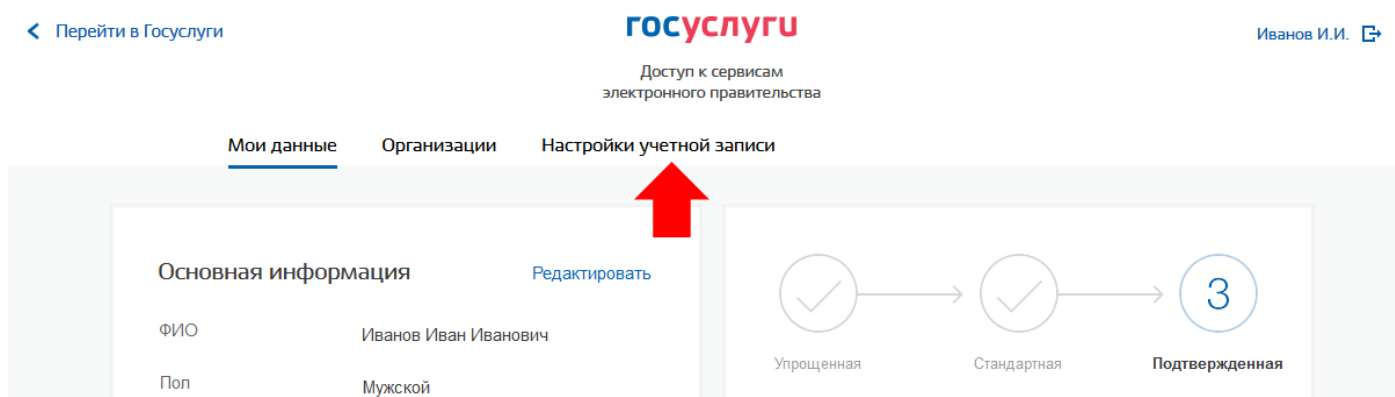 Перейти в Госуслуги
госуслуги
Иванов И.И.
Доступ к сервисам
электронного правительства
Мои данные Организации Настройки учетной записи
Основная информация Редактировать
ФИО Иванов Иван Иванович
Пол Мужской
3
Упрощенная Стандартная Подтвержденная